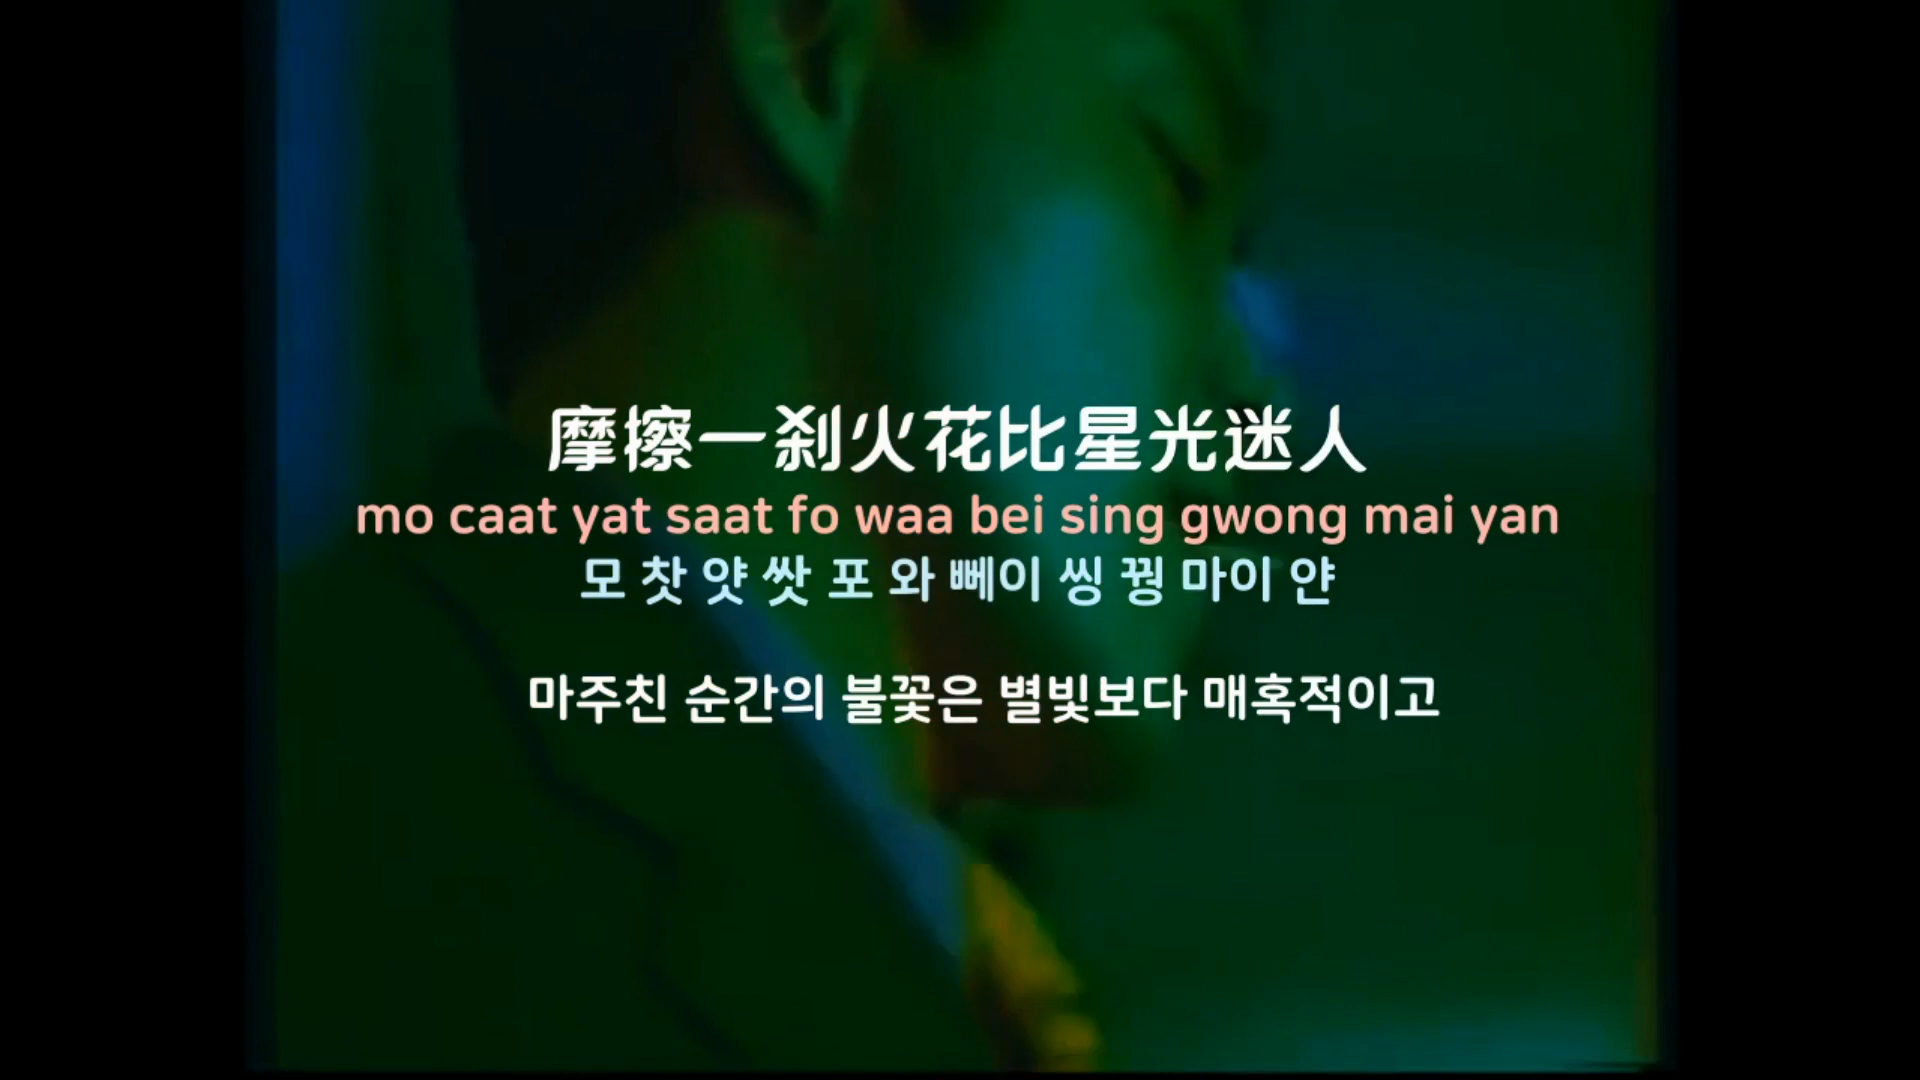 摩擦一刹火花比星光迷人
mo caat yat saat fo waa bei sing gwong mai yan
모 찻 얏 쌋 포 와 뻬이 씽 꿩 마이 얀
마주친 순간의 불꽃은 별빛보다 매혹적이고